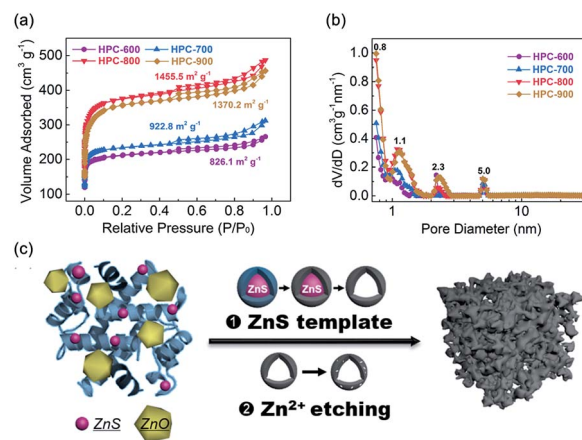 (a)
HPC-600 HPC-700
HPC-800 HPC-900
1455.5 m² g⁻¹
1370.2 m² g⁻¹
922.8 m² g⁻¹
826.1 m² g⁻¹
500
400
300
200
100
0
0.0 0.2 0.4 0.6 0.8 1.0
Volume Adsorbed (cm³ g⁻¹)
Relative Pressure (P/P₀)
(b)
HPC-600
HPC-700
HPC-800
HPC-900
0.8
1.1
2.3
5.0
1.0
0.8
0.6
0.4
0.2
0.0
1 10
dV/dD (cm³ g⁻¹nm⁻¹)
Pore Diameter (nm)
(c)
ZnS ZnS
❶ ZnS template
❷ Zn²⁺ etching
ZnS ZnO